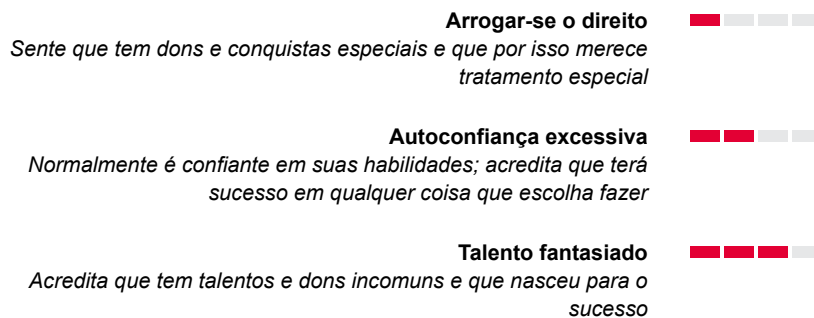 Arrogar-se o direito
Sente que tem dons e conquistas especiais e que por isso merece
tratamento especial
Autoconfiança excessiva
Normalmente é confiante em suas habilidades; acredita que terá
sucesso em qualquer coisa que escolha fazer
Talento fantasiado
Acredita que tem talentos e dons incomuns e que nasceu para o
sucesso